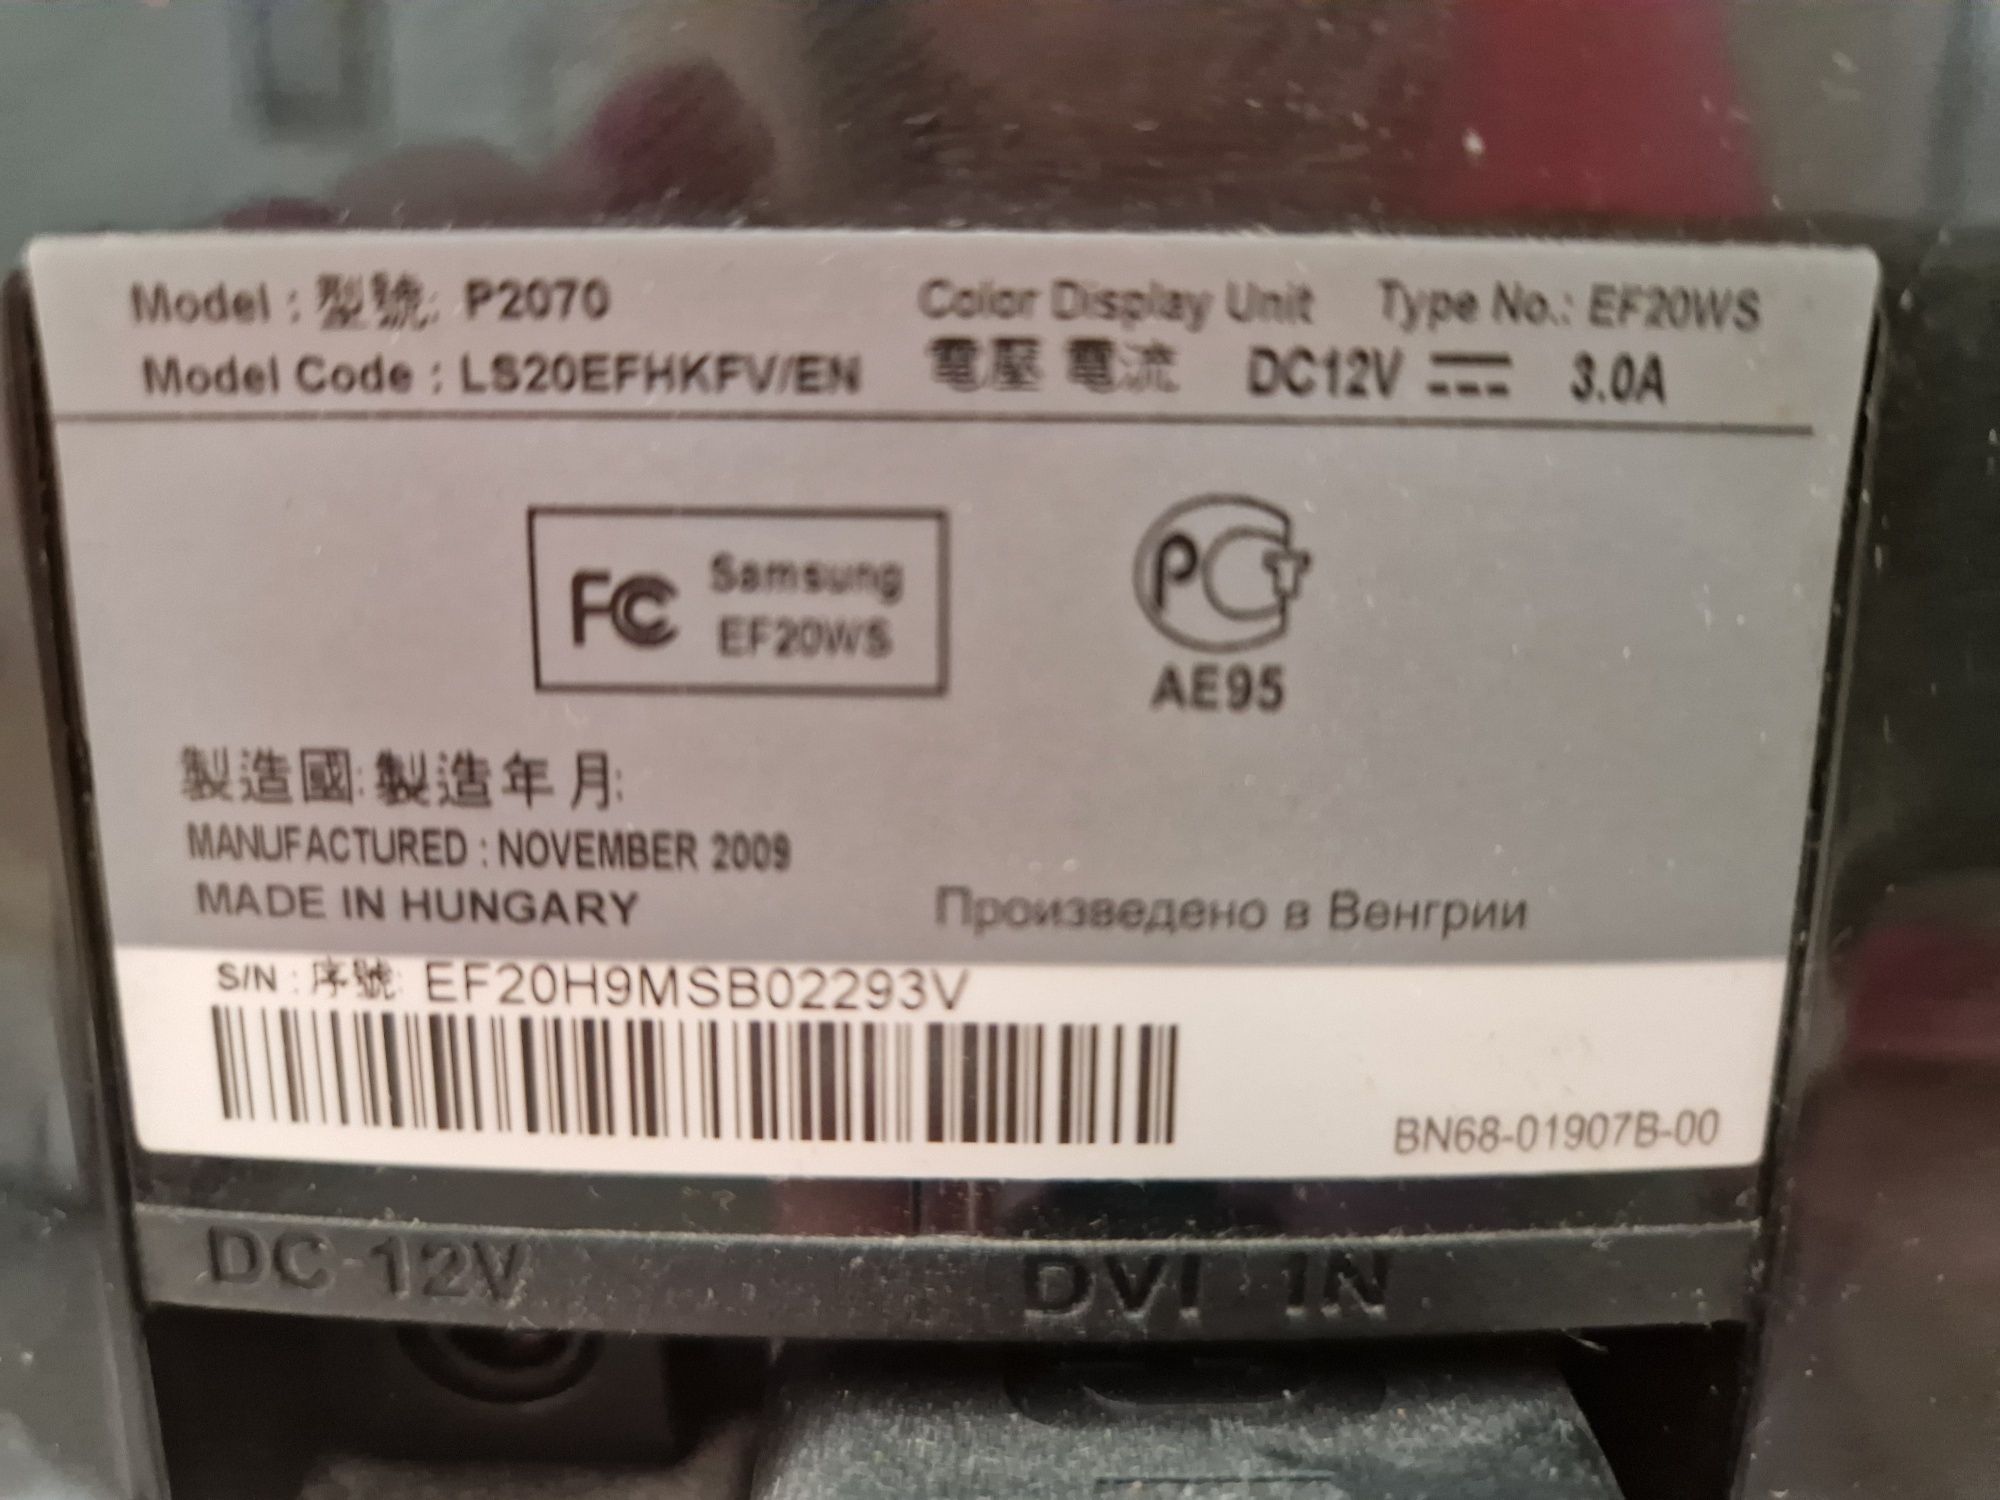 Model : 型號: P2070
Color Display Unit Type No.: EF20WS
Model Code : LS20EFHKFV/EN
電壓 電流 DC12V 3.0A
FC Samsung
EF20WS
PCT
AE95
製造國: 製造年月:
MANUFACTURED : NOVEMBER 2009
MADE IN HUNGARY
Произведено в Венгрии
S/N : 序號: EF20H9MSB02293V
BN68-01907B-00
DC 12V
DVI IN